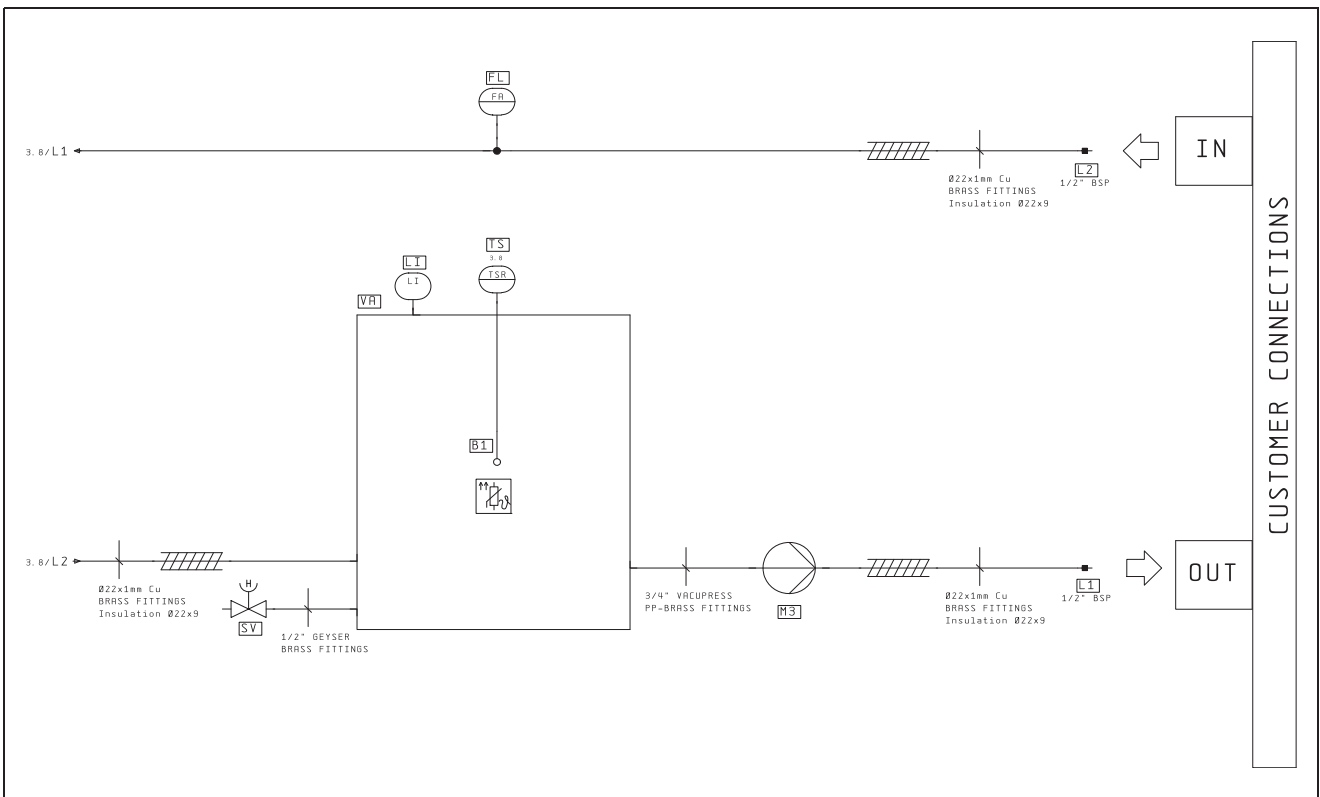 FL
FA
3.8/L1
IN
L2
1/2" BSP
Ø22x1mm Cu
BRASS FITTINGS
Insulation Ø22x9
CUSTOMER CONNECTIONS
TS
3.8
TSR
LI
LI
VA
B1
3.8/L2
Ø22x1mm Cu
BRASS FITTINGS
Insulation Ø22x9
H
SV
1/2" GEYSER
BRASS FITTINGS
3/4" VACUPRESS
PP-BRASS FITTINGS
M3
Ø22x1mm Cu
BRASS FITTINGS
Insulation Ø22x9
L1
1/2" BSP
OUT